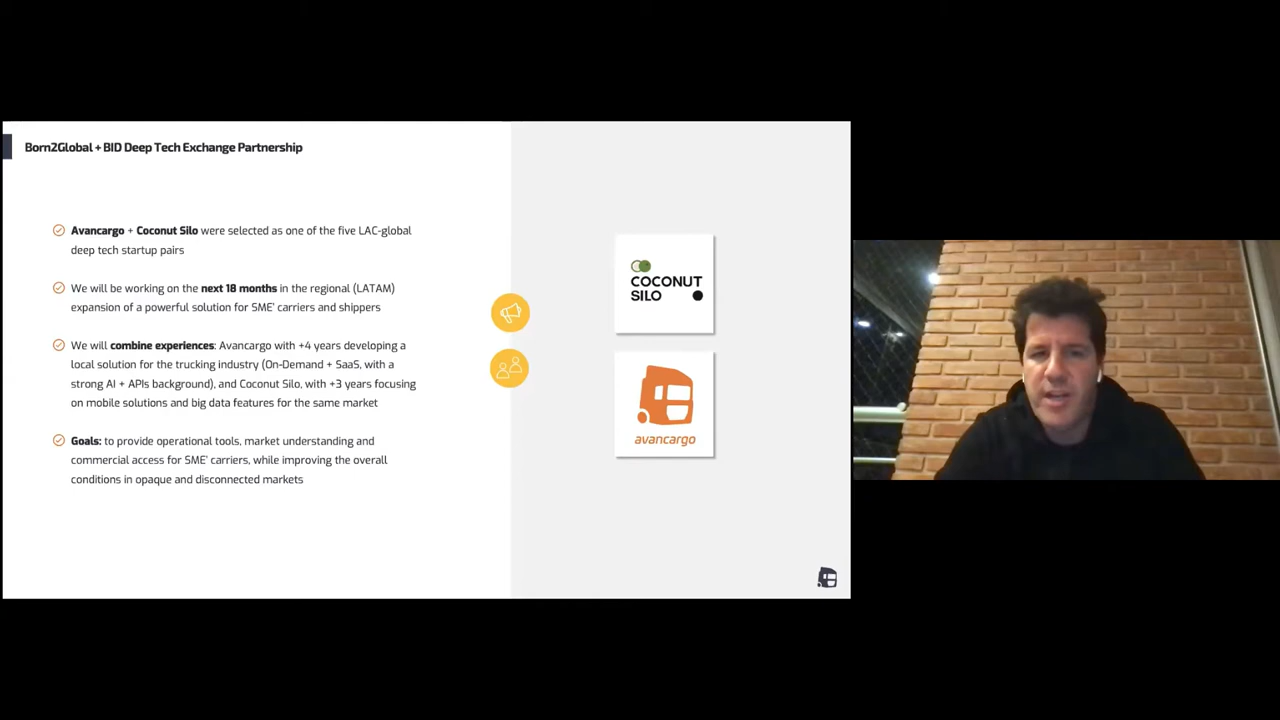 Born2Global + BID Deep Tech Exchange Partnership
Avancargo + Coconut Silo were selected as one of the five LAC-global
deep tech startup pairs
We will be working on the next 18 months in the regional (LATAM)
expansion of a powerful solution for SME' carriers and shippers
We will combine experiences: Avancargo with +4 years developing a
local solution for the trucking industry (On-Demand + SaaS, with a
strong AI + APIs background), and Coconut Silo, with +3 years focusing
on mobile solutions and big data features for the same market
Goals: to provide operational tools, market understanding and
commercial access for SME' carriers, while improving the overall
conditions in opaque and disconnected markets
COCONUT
SILO
avancargo